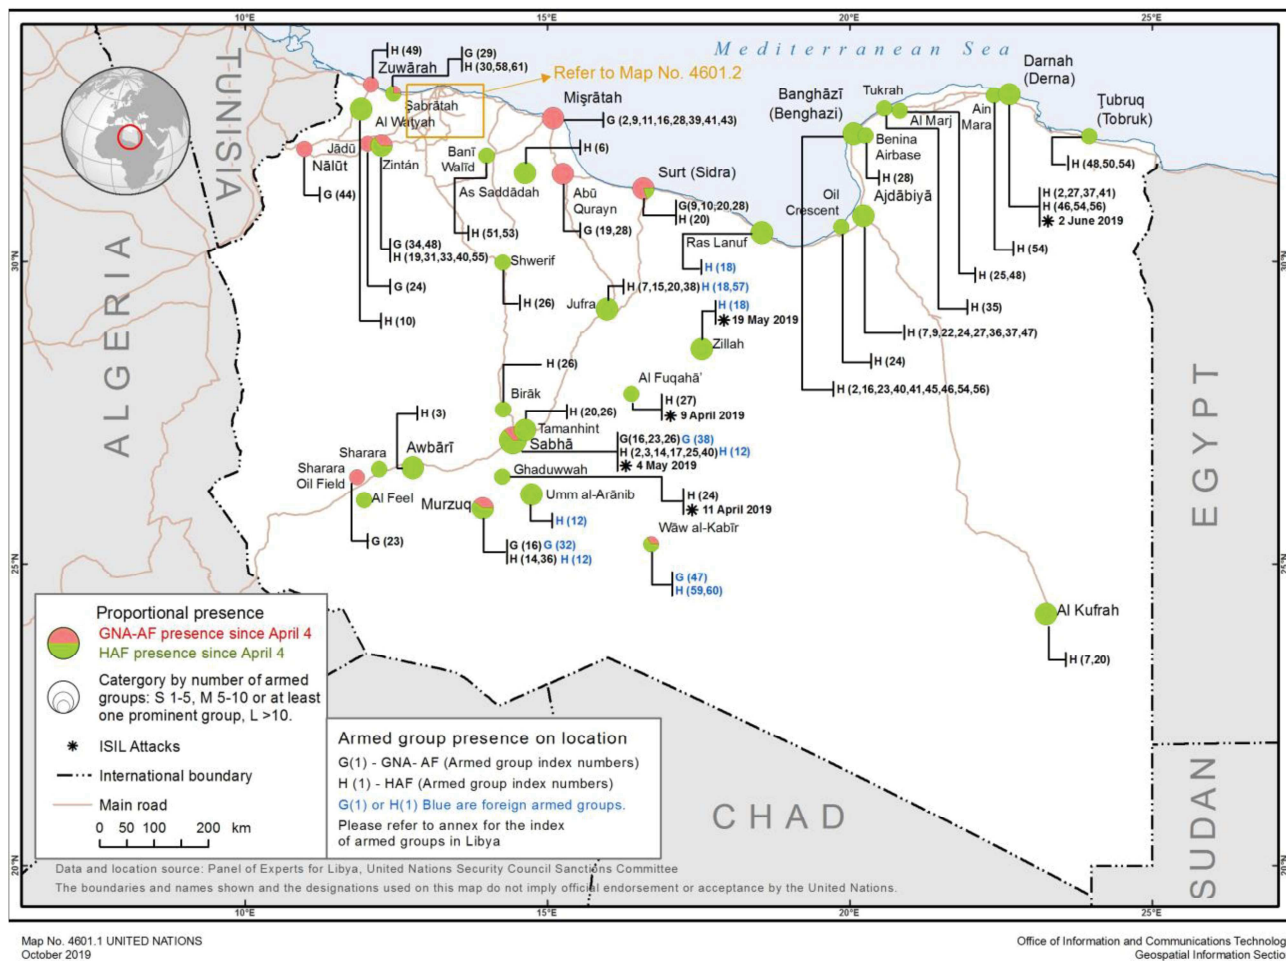 10°E
15°E
20°E
25°E
Mediterranean Sea
TUNISIA
ALGERIA
EGYPT
CHAD
SUDAN
30°N
25°N
20°N
30°N
25°N
20°N
Refer to Map No. 4601.2
H (49)
Zuwārah
G (29)
H (30,58,61)
Şabrātah
Al Waţyah
Jādū
Nālūt
G (44)
Zintán
G (34,48)
H (19,31,33,40,55)
G (24)
H (10)
Banī
Walīd
H (51,53)
As Saddādah
H (6)
Mişrātah
G (2,9,11,16,28,39,41,43)
Abū
Qurayn
G (19,28)
Surt (Sidra)
G(9,10,20,28)
H (20)
Ras Lanuf
H (18)
Shwerif
H (26)
Jufra
H (7,15,20,38) H (18,57)
H (18)
19 May 2019
Zillah
Banghāzī
(Benghazi)
Tukrah
Al Marj
Ain
Mara
Darnah
(Derna)
Ţubruq
(Tobruk)
Benina
Airbase
H (28)
Oil
Crescent
Ajdābiyā
H (48,50,54)
H (2,27,37,41)
H (46,54,56)
2 June 2019
H (54)
H (25,48)
H (35)
H (7,9,22,24,27,36,37,47)
H (24)
H (2,16,23,40,41,45,46,54,56)
H (26)
Birāk
Al Fuqahā’
H (27)
9 April 2019
H (20,26)
Tamanhint
Sabhā
G(16,23,26) G (38)
H (2,3,14,17,25,40) H (12)
4 May 2019
H (3)
Awbārī
Sharara
Sharara
Oil Field
Al Feel
G (23)
Ghaduwwah
H (24)
11 April 2019
Murzuq
G (16) G (32)
H (14,36) H (12)
Umm al-Arānib
H (12)
Wāw al-Kabīr
G (47)
H (59,60)
Al Kufrah
H (7,20)
Proportional presence
GNA-AF presence since April 4
HAF presence since April 4
Catergory by number of armed
groups: S 1-5, M 5-10 or at least
one prominent group, L >10.
ISIL Attacks
International boundary
Main road
0 50 100 200 km
Armed group presence on location
G(1) - GNA- AF (Armed group index numbers)
H (1) - HAF (Armed group index numbers)
G(1) or H(1) Blue are foreign armed groups.
Please refer to annex for the index
of armed groups in Libya
Data and location source: Panel of Experts for Libya, United Nations Security Council Sanctions Committee
The boundaries and names shown and the designations used on this map do not imply official endorsement or acceptance by the United Nations.
10°E
15°E
20°E
25°E
Map No. 4601.1 UNITED NATIONS
October 2019
Office of Information and Communications Technolog
Geospatial Information Sectio